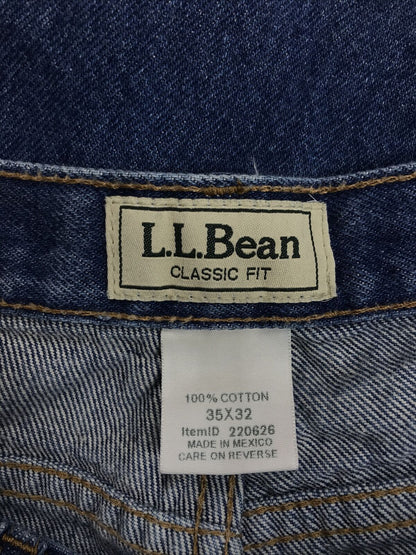 L.L.Bean
CLASSIC FIT
100% COTTON
35X32
ItemID 220626
MADE IN MEXICO
CARE ON REVERSE